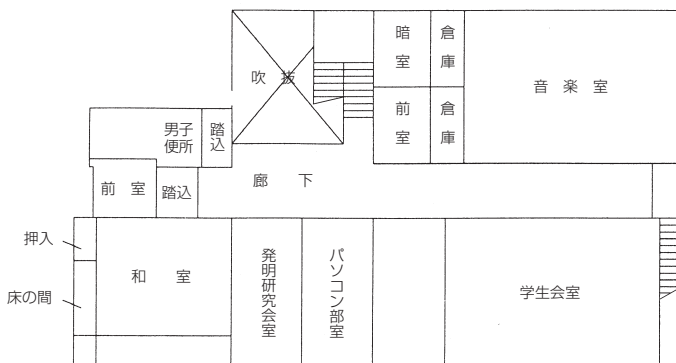 吹抜
暗室
倉庫
音楽室
男子
便所
踏込
前室
倉庫
前室
踏込
廊下
押入
床の間
和室
発明研究会室
パソコン部室
学生会室